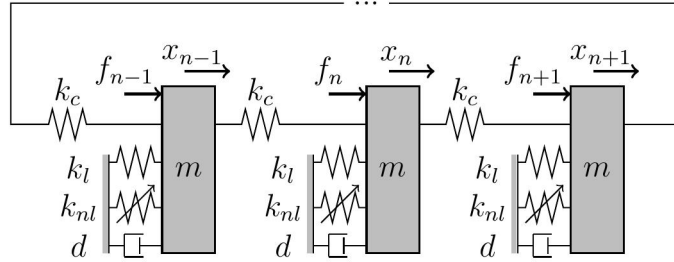 ...
x_{n-1} x_n x_{n+1}
f_{n-1} f_n f_{n+1}
k_c k_c k_c
m m m
k_l k_l k_l
k_{nl} k_{nl} k_{nl}
d d d